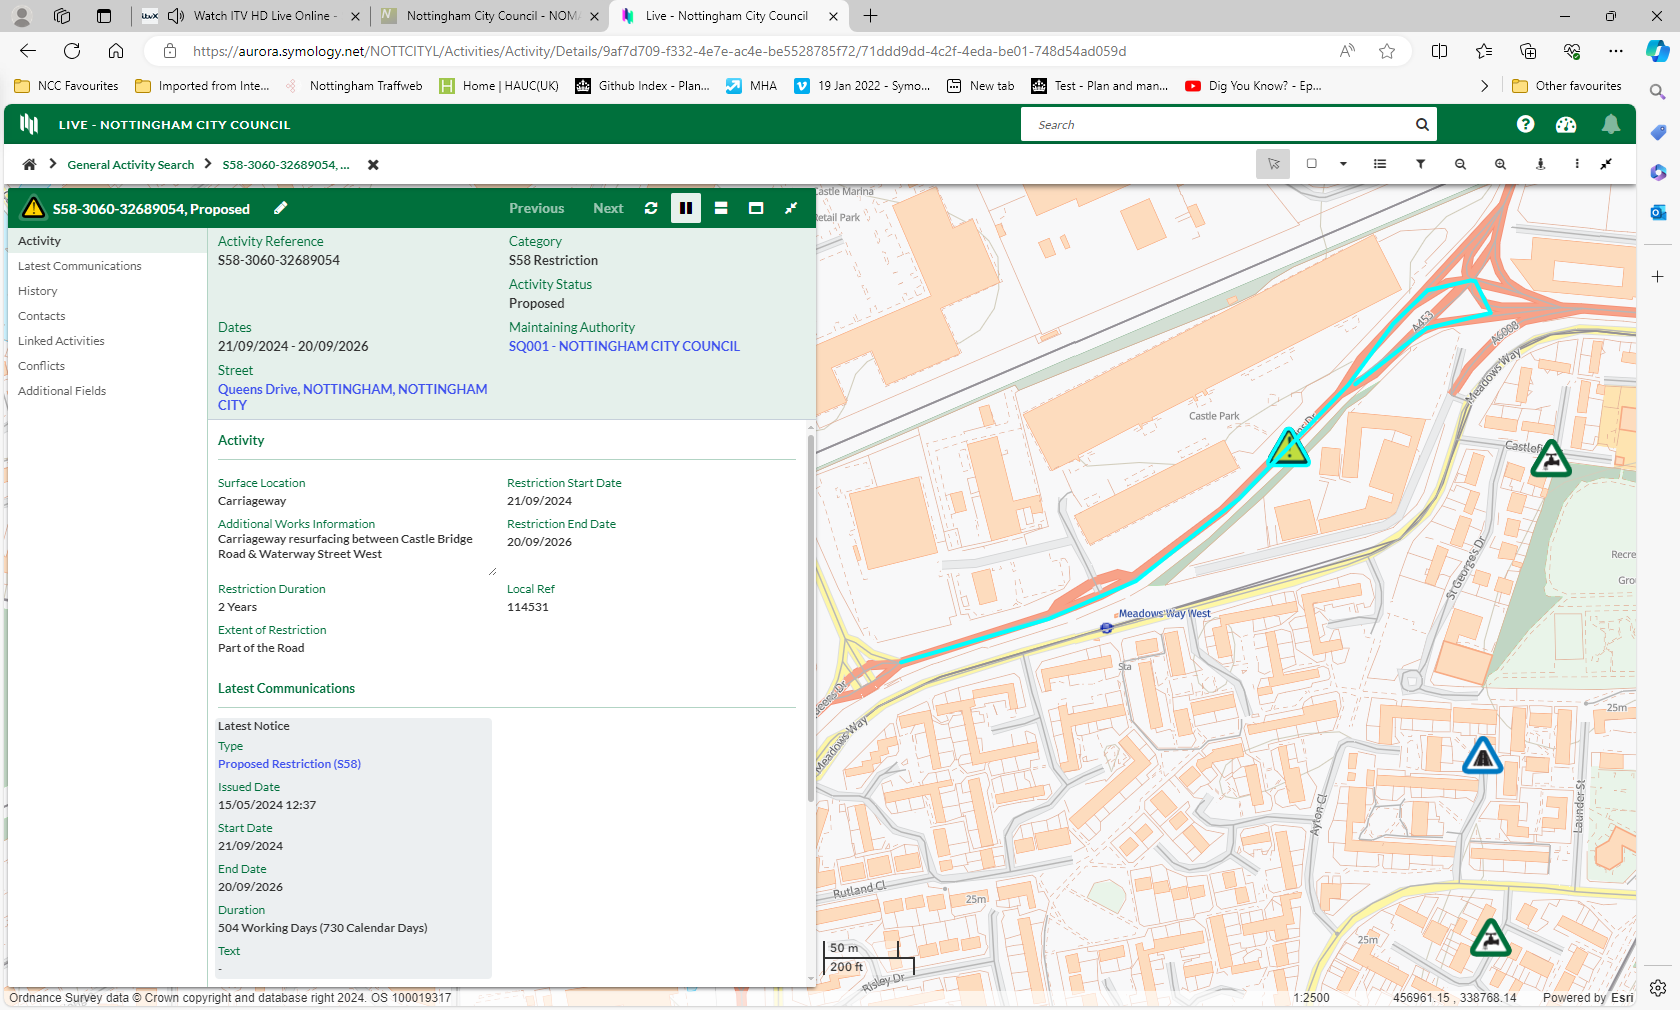 Watch ITV HD Live Online -
Nottingham City Council - NOM
Live - Nottingham City Council
https://aurora.symology.net/NOTTCITYL/Activities/Activity/Details/9af7d709-f332-4e7e-ac4e-be5528785f72/71ddd9dd-4c2f-4eda-be01-748d54ad059d
NCC Favourites
Imported from Inte...
Nottingham Traffweb
Home | HAUC(UK)
Github Index - Plan...
MHA
19 Jan 2022 - Symo...
New tab
Test - Plan and man...
Dig You Know? - Ep...
Other favourites
LIVE - NOTTINGHAM CITY COUNCIL
Search
General Activity Search
S58-3060-32689054, ...
S58-3060-32689054, Proposed
Previous
Next
Activity
Latest Communications
History
Contacts
Linked Activities
Conflicts
Additional Fields
Activity Reference
S58-3060-32689054
Category
S58 Restriction
Activity Status
Proposed
Dates
21/09/2024 - 20/09/2026
Maintaining Authority
SQ001 - NOTTINGHAM CITY COUNCIL
Street
Queens Drive, NOTTINGHAM, NOTTINGHAM
CITY
Activity
Surface Location
Carriageway
Restriction Start Date
21/09/2024
Additional Works Information
Carriageway resurfacing between Castle Bridge
Road & Waterway Street West
Restriction End Date
20/09/2026
Restriction Duration
2 Years
Local Ref
114531
Extent of Restriction
Part of the Road
Latest Communications
Latest Notice
Type
Proposed Restriction (S58)
Issued Date
15/05/2024 12:37
Start Date
21/09/2024
End Date
20/09/2026
Duration
504 Working Days (730 Calendar Days)
Text
-
Castle Marina
Retail Park
A453
A6008
Meadows Way
Castle Park
Meadows Way West
Sta
St George's Dr
Recre
Gro
25m
Meadows Way
Ayton Cl
Launder St
Rutland Cl
25m
25m
Risley Dr
50 m
200 ft
Ordnance Survey data © Crown copyright and database right 2024. OS 100019317
1:2500
456961.15 , 338768.14
Powered by Esri